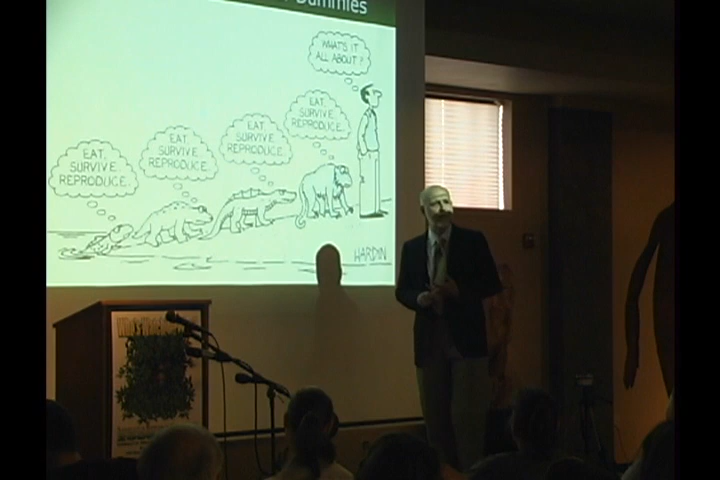 Dummies
WHAT'S IT
ALL ABOUT?
EAT.
SURVIVE.
REPRODUCE...
EAT.
SURVIVE.
REPRODUCE...
EAT.
SURVIVE.
REPRODUCE...
EAT.
SURVIVE.
REPRODUCE...
HARDIN